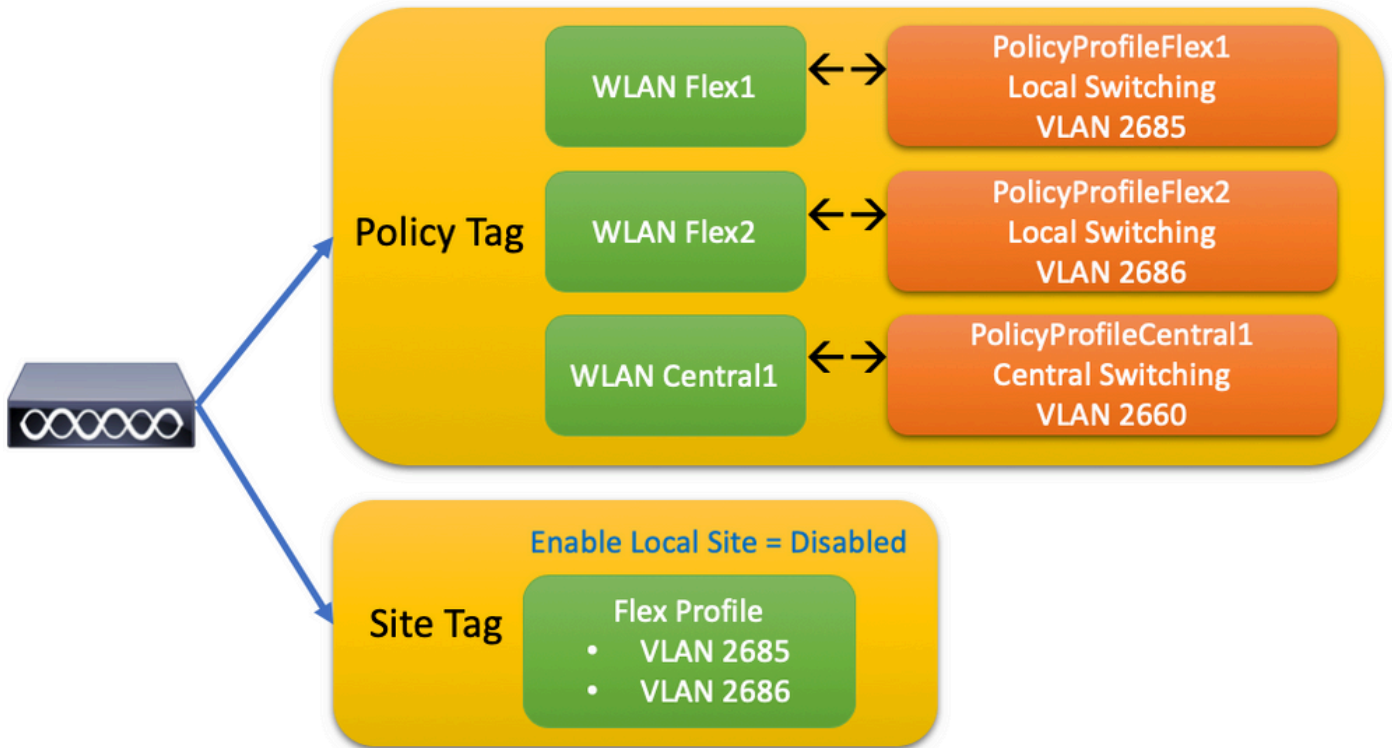 Policy Tag
WLAN Flex1
PolicyProfileFlex1
Local Switching
VLAN 2685
WLAN Flex2
PolicyProfileFlex2
Local Switching
VLAN 2686
WLAN Central1
PolicyProfileCentral1
Central Switching
VLAN 2660
Site Tag
Enable Local Site = Disabled
Flex Profile
• VLAN 2685
• VLAN 2686